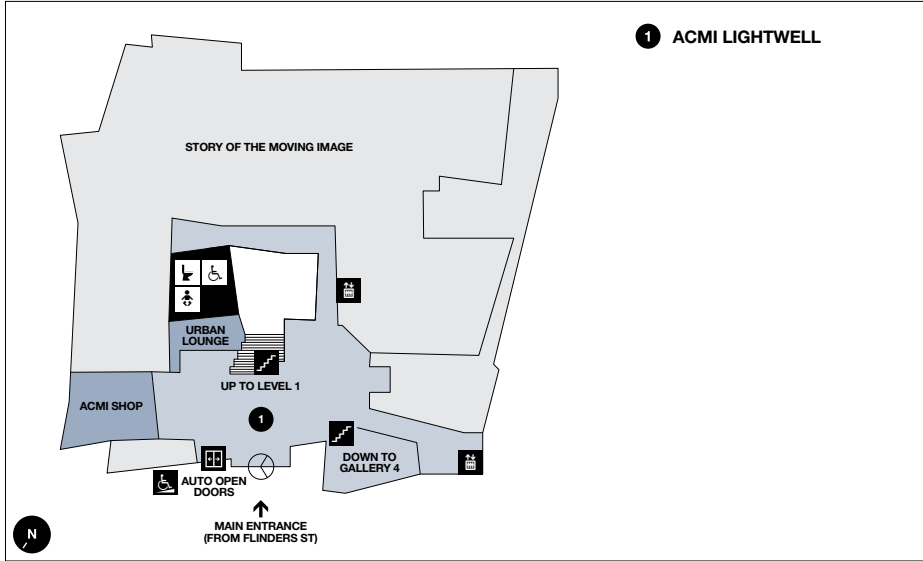 1 ACMI LIGHTWELL
STORY OF THE MOVING IMAGE
URBAN
LOUNGE
UP TO LEVEL 1
ACMI SHOP
1
DOWN TO
GALLERY 4
AUTO OPEN
DOORS
MAIN ENTRANCE
(FROM FLINDERS ST)
N